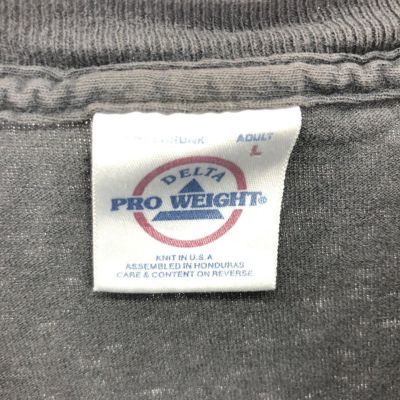 ADULT
L
DELTA
PRO WEIGHT®
KNIT IN U.S.A
ASSEMBLED IN HONDURAS
CARE & CONTENT ON REVERSE